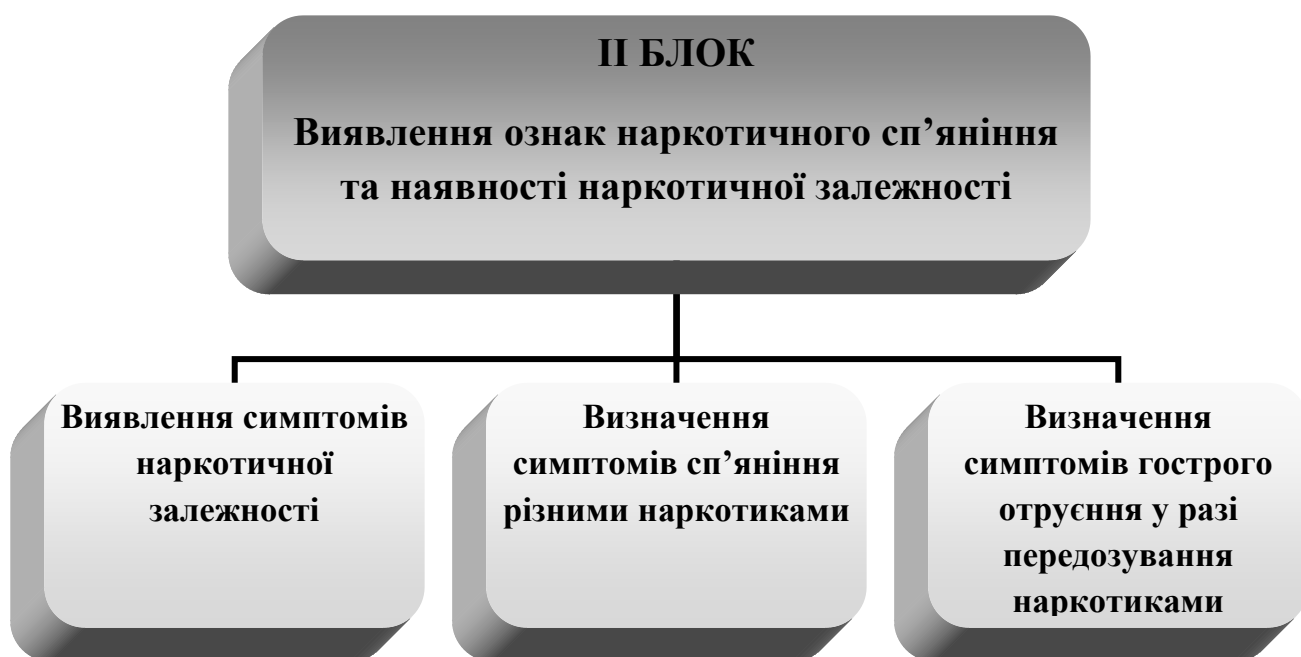 ІІ БЛОК
Виявлення ознак наркотичного сп’яніння
та наявності наркотичної залежності
Виявлення симптомів
наркотичної
залежності
Визначення
симптомів сп’яніння
різними наркотиками
Визначення
симптомів гострого
отруєння у разі
передозування
наркотиками